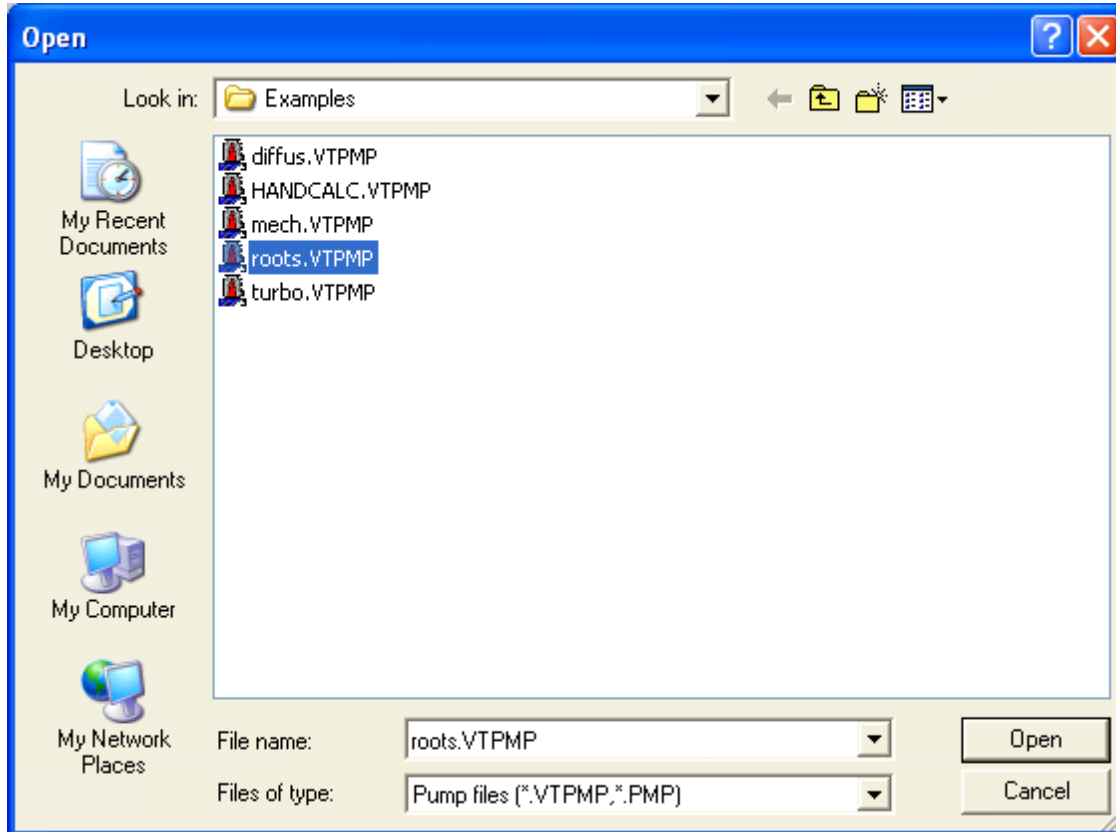 Open
Look in: Examples
diffus.VTPMP
HANDCALC.VTPMP
mech.VTPMP
roots.VTPMP
turbo.VTPMP
My Recent
Documents
Desktop
My Documents
My Computer
My Network
Places
File name: roots.VTPMP Open
Files of type: Pump files (*.VTPMP,*.PMP) Cancel